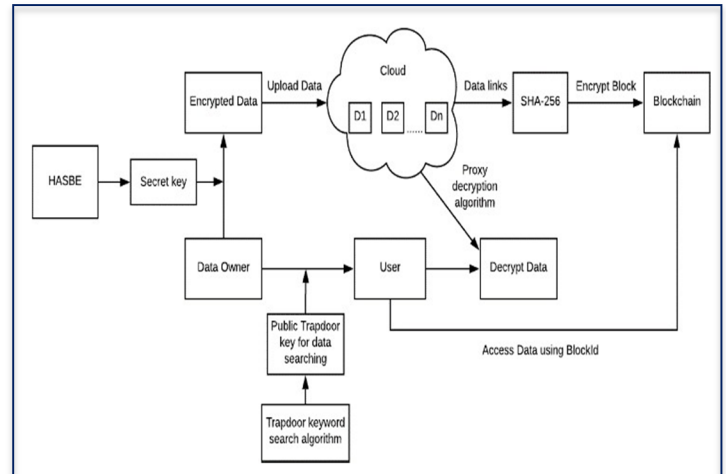 Cloud
Encrypted Data
Upload Data
D1
D2
......
Dn
Data links
SHA-256
Encrypt Block
Blockchain
HASBE
Secret key
Proxy
decryption
algorithm
Data Owner
User
Decrypt Data
Public Trapdoor
key for data
searching
Access Data using BlockId
Trapdoor keyword
search algorithm